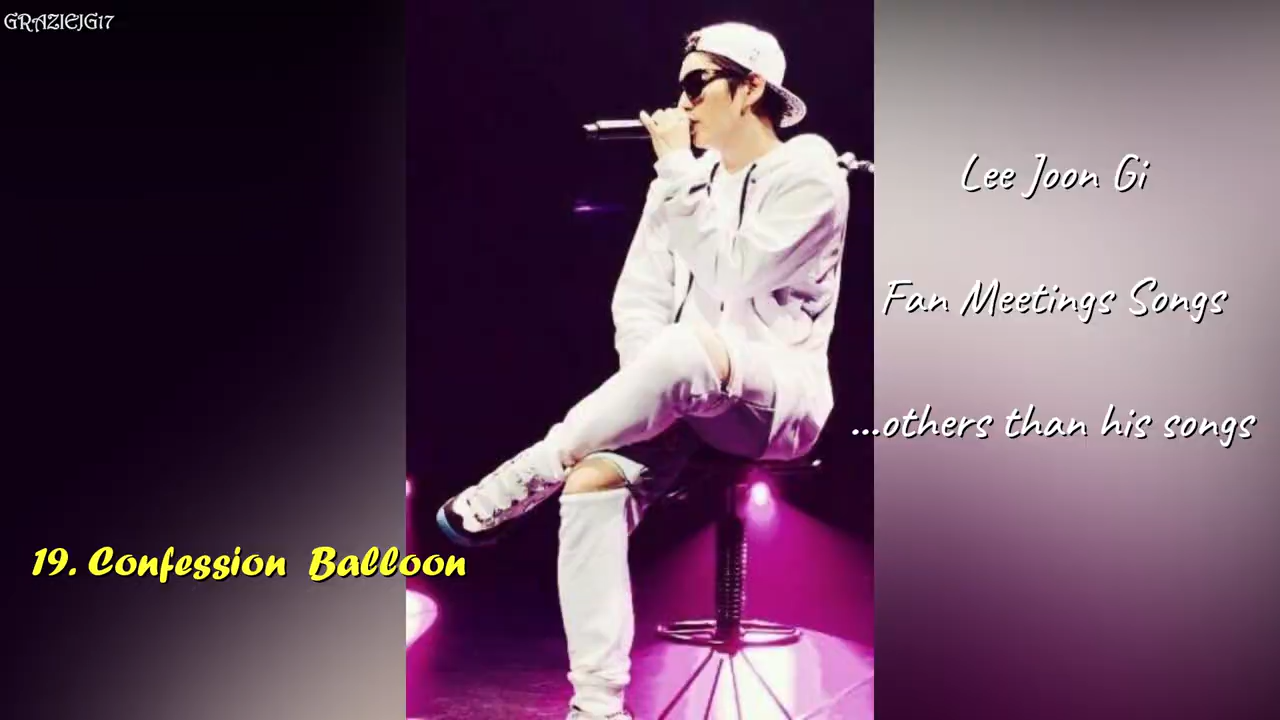 GRAZIEJG17
Lee Joon Gi
Fan Meetings Songs
...others than his songs
19. Confession Balloon